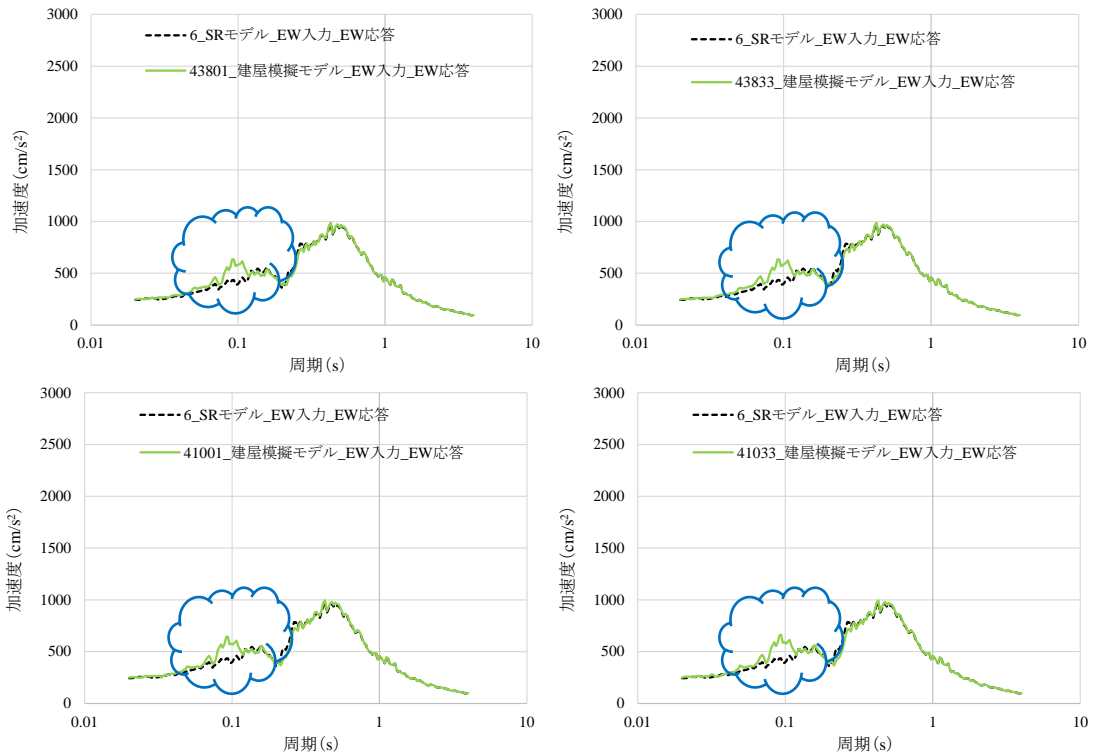 3000
2500
2000
1500
1000
500
0
加速度(cm/s²)
6_SRモデル_EW入力_EW応答
43801_建屋模擬モデル_EW入力_EW応答
0.01
0.1
1
10
周期(s)
3000
2500
2000
1500
1000
500
0
加速度(cm/s²)
6_SRモデル_EW入力_EW応答
43833_建屋模擬モデル_EW入力_EW応答
0.01
0.1
1
10
周期(s)
3000
2500
2000
1500
1000
500
0
加速度(cm/s²)
6_SRモデル_EW入力_EW応答
41001_建屋模擬モデル_EW入力_EW応答
0.01
0.1
1
10
周期(s)
3000
2500
2000
1500
1000
500
0
加速度(cm/s²)
6_SRモデル_EW入力_EW応答
41033_建屋模擬モデル_EW入力_EW応答
0.01
0.1
1
10
周期(s)